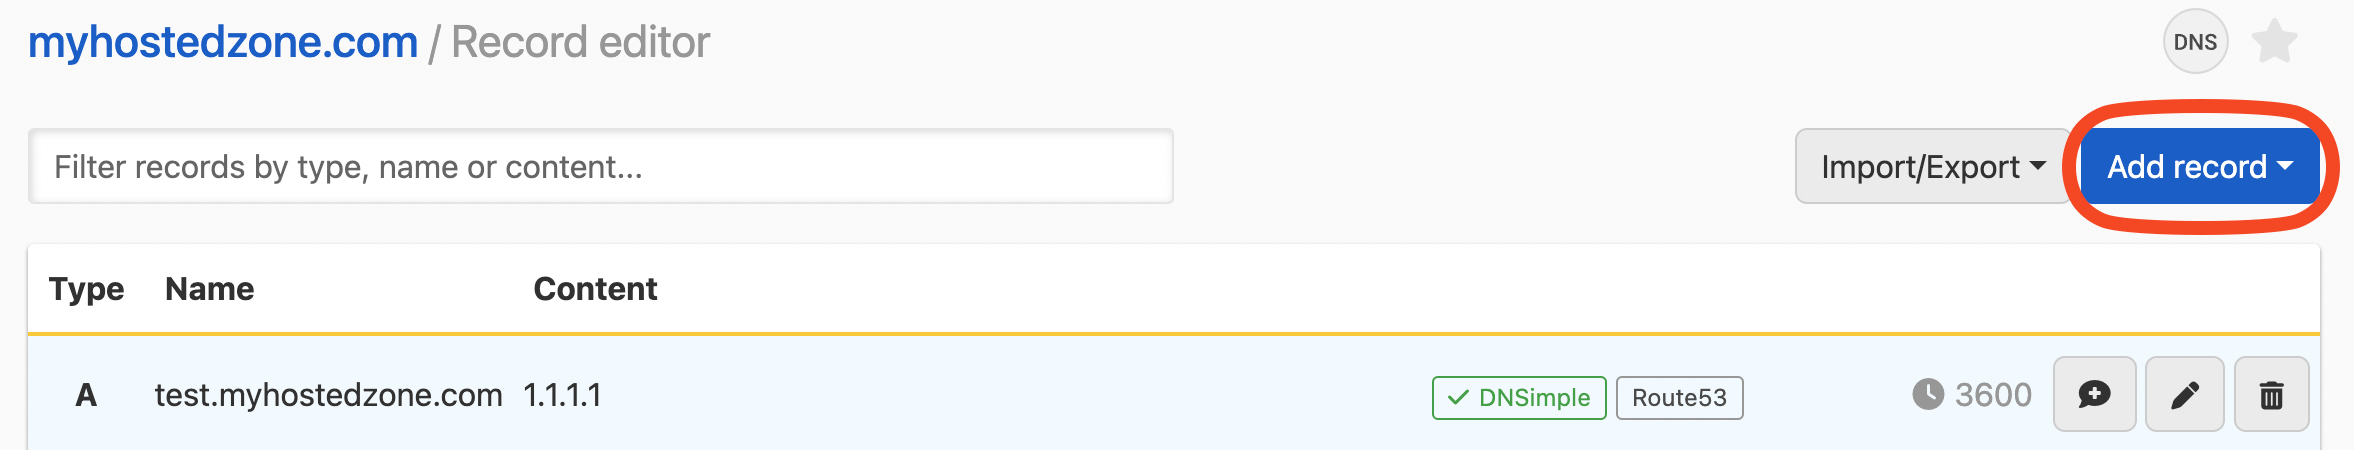 myhostedzone.com / Record editor
DNS
Filter records by type, name or content...
Import/Export
Add record
Type Name Content
A test.myhostedzone.com 1.1.1.1 DNSimple Route53 3600